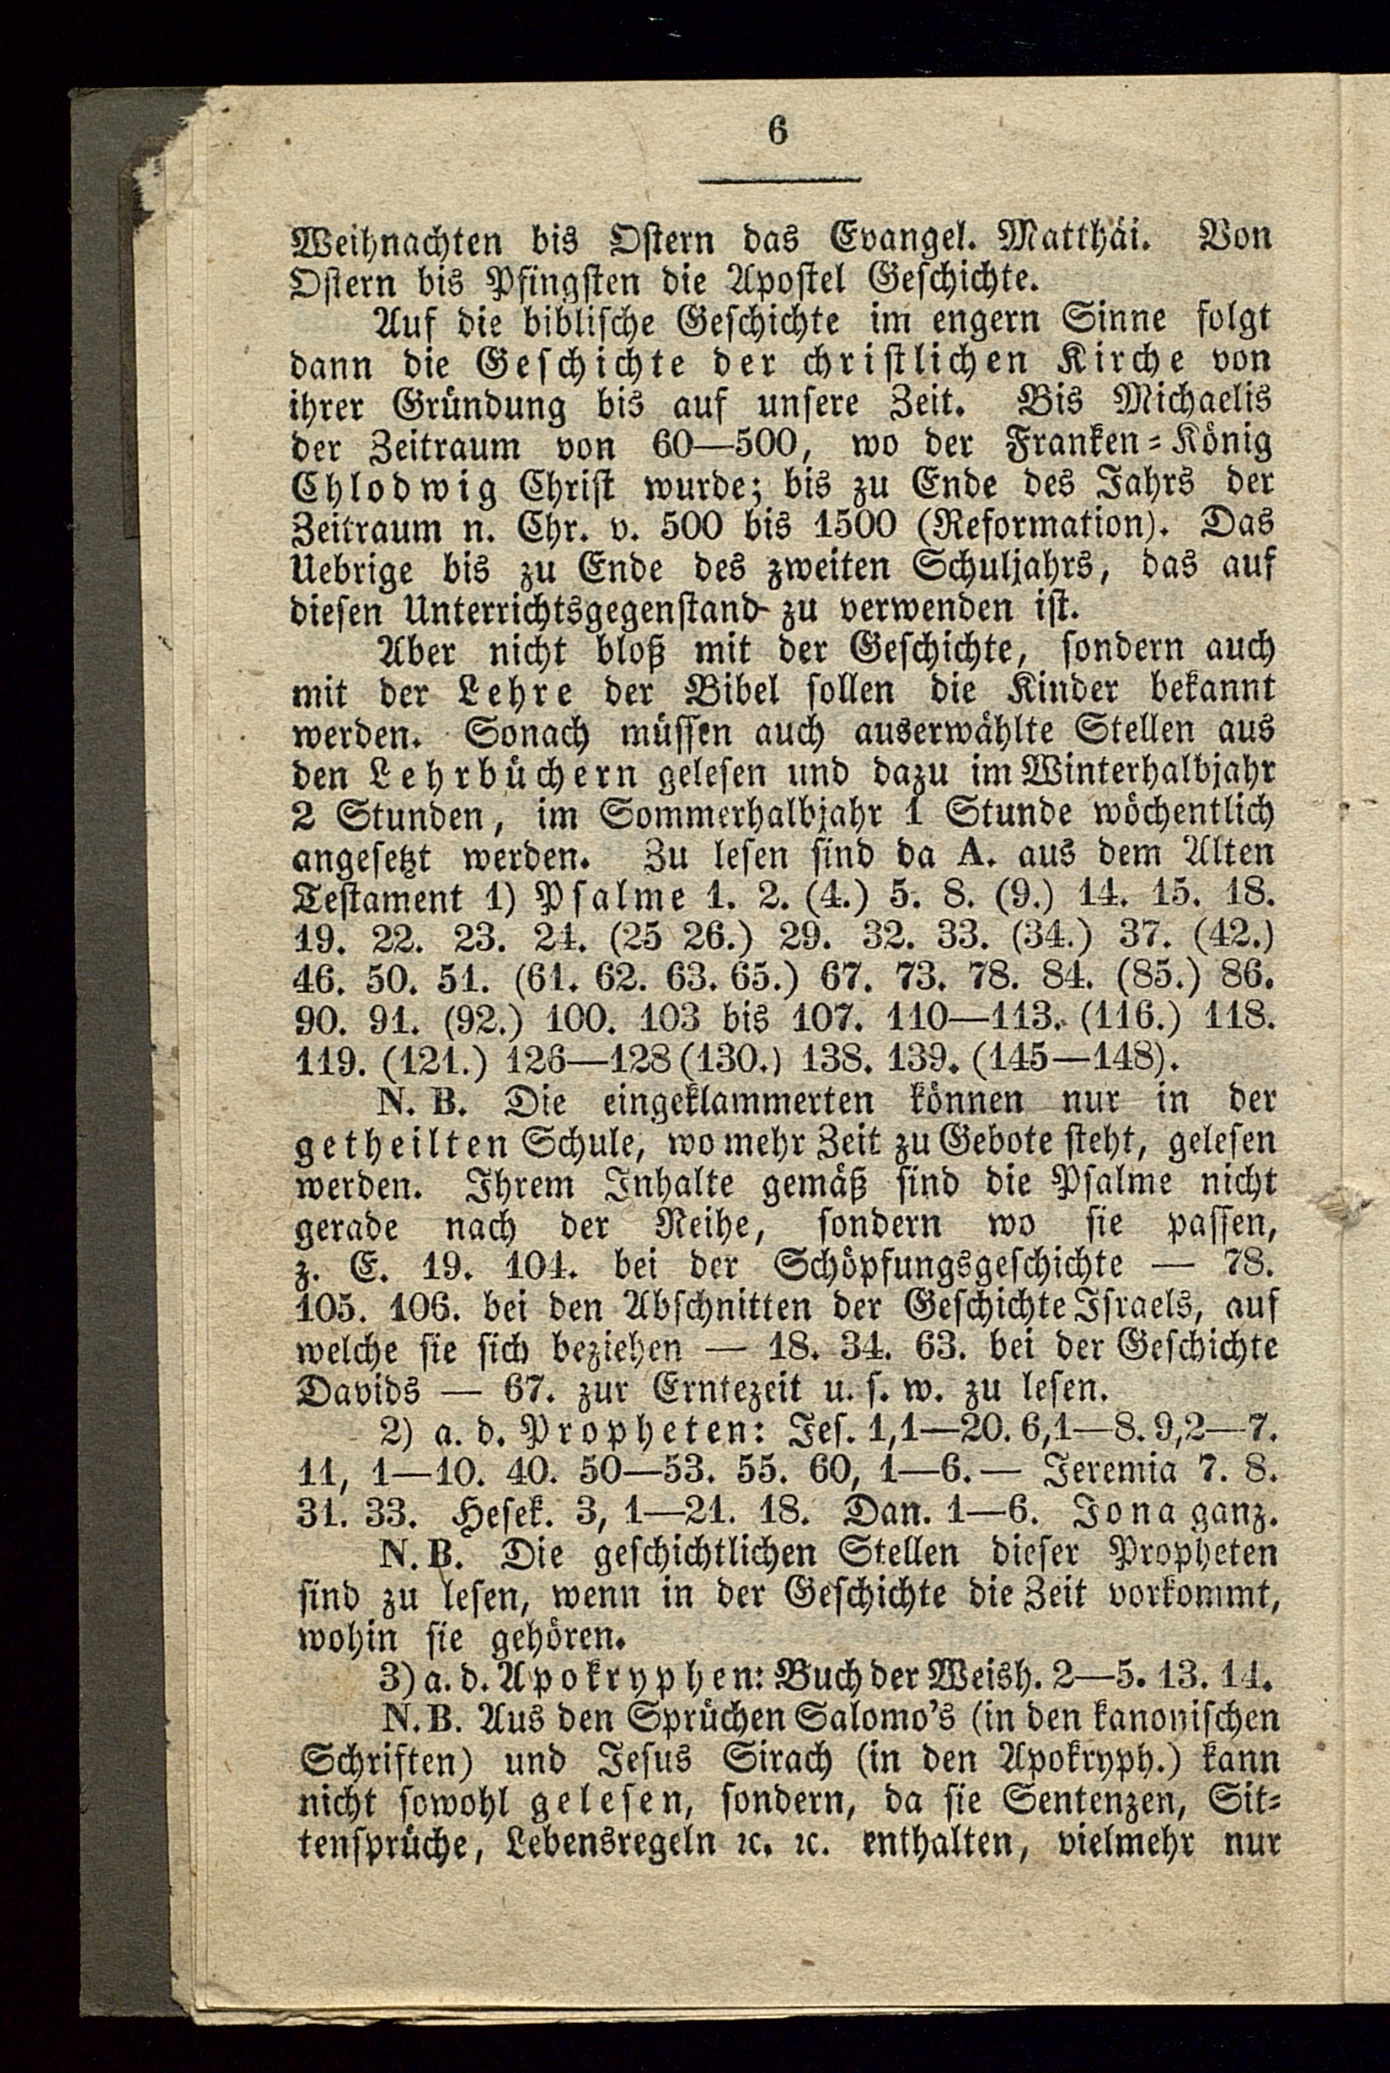 6
Weihnachten bis Ostern das Evangel. Matthäi. Von
Ostern bis Pfingsten die Apostel Geschichte.
Auf die biblische Geschichte im engern Sinne folgt
dann die Geschichte der christlichen Kirche von
ihrer Gründung bis auf unsere Zeit. Bis Michaelis
der Zeitraum von 60—500, wo der Franken-König
Chlodwig Christ wurde; bis zu Ende des Jahrs der
Zeitraum n. Chr. v. 500 bis 1500 (Reformation). Das
Uebrige bis zu Ende des zweiten Schuljahrs, das auf
diesen Unterrichtsgegenstand zu verwenden ist.
Aber nicht bloß mit der Geschichte, sondern auch
mit der Lehre der Bibel sollen die Kinder bekannt
werden. Sonach müssen auch auserwählte Stellen aus
den Lehrbüchern gelesen und dazu im Winterhalbjahr
2 Stunden, im Sommerhalbjahr 1 Stunde wöchentlich
angesetzt werden. Zu lesen sind da A. aus dem Alten
Testament 1) Psalme 1. 2. (4.) 5. 8. (9.) 14. 15. 18.
19. 22. 23. 24. (25 26.) 29. 32. 33. (34.) 37. (42.)
46. 50. 51. (61. 62. 63. 65.) 67. 73. 78. 84. (85.) 86.
90. 91. (92.) 100. 103 bis 107. 110—113. (116.) 118.
119. (121.) 126—128 (130.) 138. 139. (145—148).
N. B. Die eingeklammerten können nur in der
getheilten Schule, wo mehr Zeit zu Gebote steht, gelesen
werden. Ihrem Inhalte gemäß sind die Psalme nicht
gerade nach der Reihe, sondern wo sie passen,
z. E. 19. 104. bei der Schöpfungsgeschichte — 78.
105. 106. bei den Abschnitten der Geschichte Israels, auf
welche sie sich beziehen — 18. 34. 63. bei der Geschichte
Davids — 67. zur Erntezeit u. s. w. zu lesen.
2) a. d. Propheten: Jes. 1,1—20. 6,1—8. 9,2—7.
11, 1—10. 40. 50—53. 55. 60, 1—6. — Jeremia 7. 8.
31. 33. Hesek. 3, 1—21. 18. Dan. 1—6. Jona ganz.
N. B. Die geschichtlichen Stellen dieser Propheten
sind zu lesen, wenn in der Geschichte die Zeit vorkommt,
wohin sie gehören.
3) a. d. Apokryphen: Buch der Weish. 2—5. 13. 14.
N. B. Aus den Sprüchen Salomo's (in den kanonischen
Schriften) und Jesus Sirach (in den Apokryph.) kann
nicht sowohl gelesen, sondern, da sie Sentenzen, Sit-
tensprüche, Lebensregeln ꝛc. ꝛc. enthalten, vielmehr nur